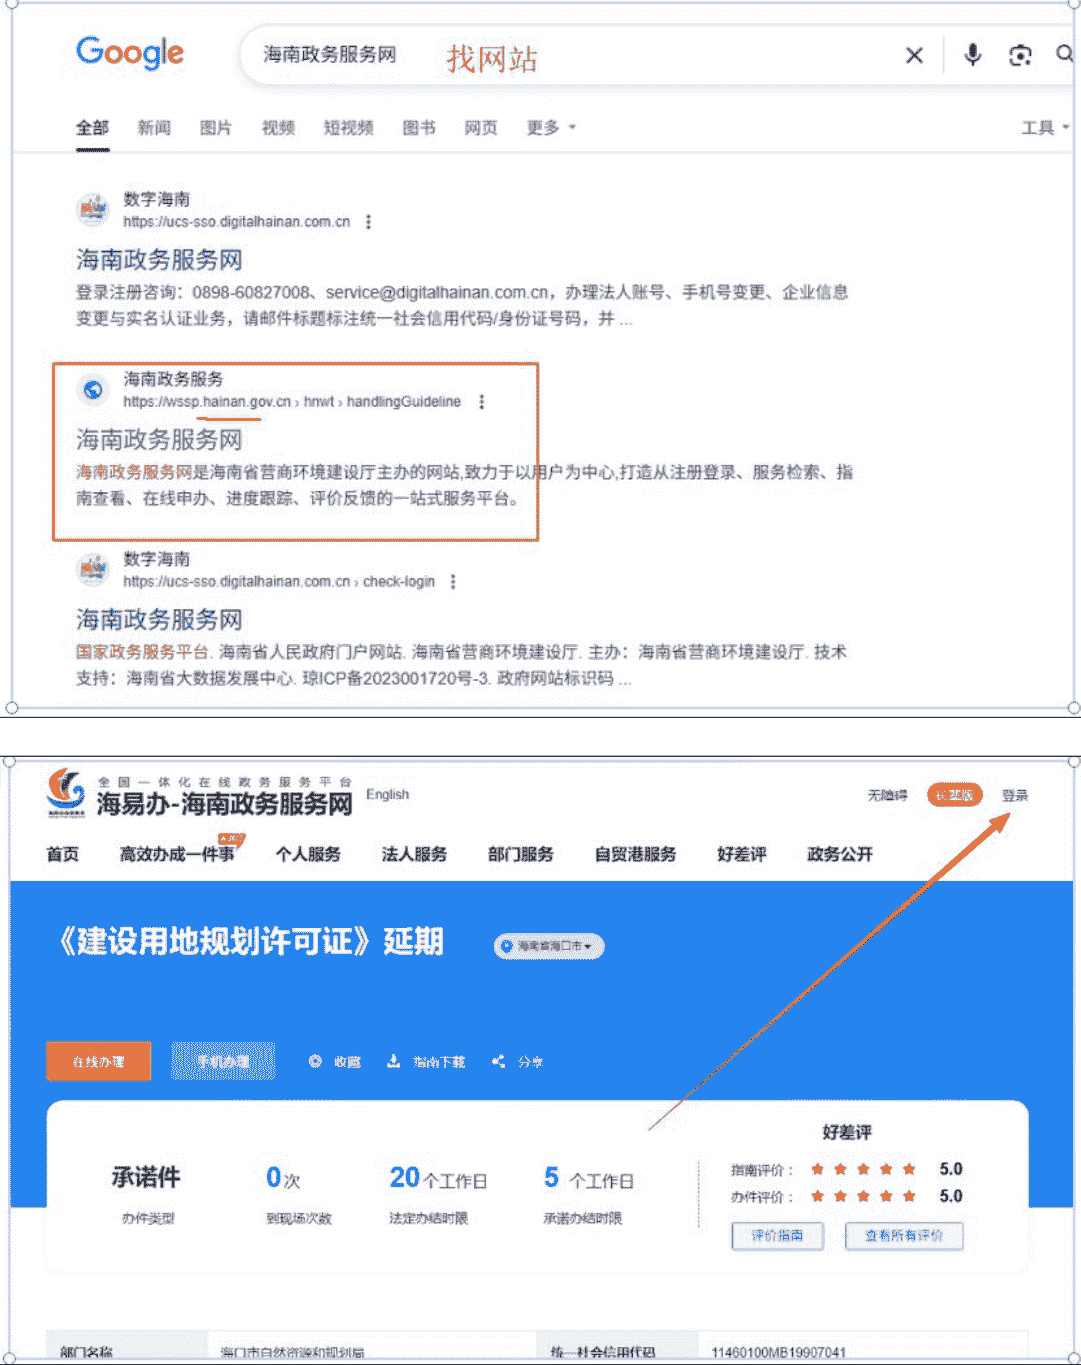 Google
海南政务服务网
找网站
全部 新闻 图片 视频 短视频 图书 网页 更多 工具
数字海南
https://ucs-sso.digitalhainan.com.cn
海南政务服务网
登录注册咨询：0898-60827008、service@digitalhainan.com.cn，办理法人账号、手机号变更、企业信息
变更与实名认证业务，请邮件标题标注统一社会信用代码/身份证号码，并 ...
海南政务服务
https://wssp.hainan.gov.cn › hnwt › handlingGuideline
海南政务服务网
海南政务服务网是海南省营商环境建设厅主办的网站,致力于以用户为中心,打造从注册登录、服务检索、指
南查看、在线申办、进度跟踪、评价反馈的一站式服务平台。
数字海南
https://ucs-sso.digitalhainan.com.cn › check-login
海南政务服务网
国家政务服务平台. 海南省人民政府门户网站. 海南省营商环境建设厅. 主办：海南省营商环境建设厅. 技术
支持：海南省大数据发展中心. 琼ICP备2023001720号-3. 政府网站标识码 ...
全国一体化在线政务服务平台
海易办-海南政务服务网 English 无障碍 登录
首页 高效办成一件事 个人服务 法人服务 部门服务 自贸港服务 好差评 政务公开
《建设用地规划许可证》延期 海南省海口市
在线办理 手机办理 收藏 指南下载 分享
好差评
承诺件 0次 20个工作日 5个工作日
办件类型 到现场次数 法定办结时限 承诺办结时限
指南评价： 5.0
办件评价： 5.0
评价指南 查看所有评价
部门名称 海口市自然资源和规划局 统一社会信用代码 11460100MB19907041